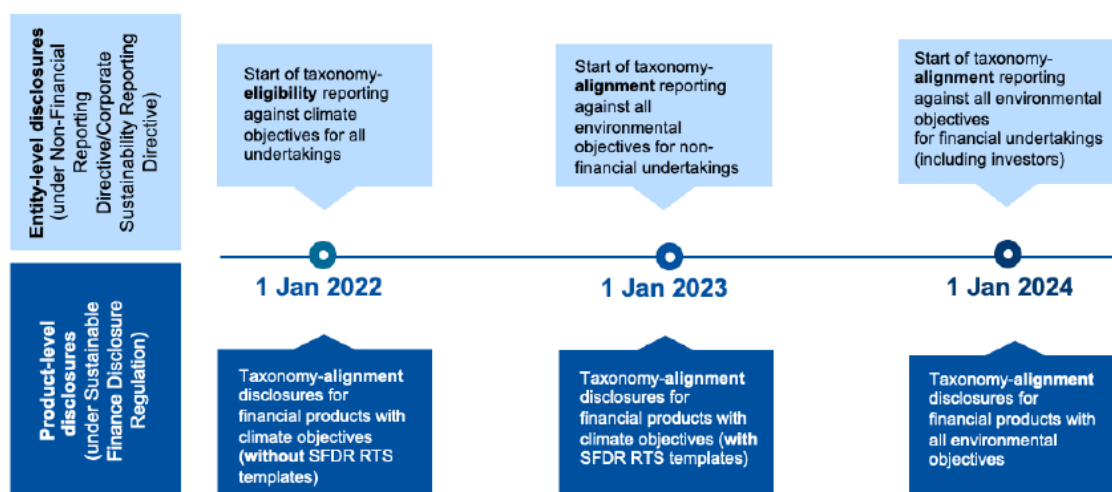 Entity-level disclosures
(under Non-Financial
Reporting
Directive/Corporate
Sustainability Reporting
Directive)
Start of taxonomy-
eligibility reporting
against climate
objectives for all
undertakings
Start of taxonomy-
alignment reporting
against all
environmental
objectives for non-
financial undertakings
Start of taxonomy-
alignment reporting
against all environmental
objectives
for financial undertakings
(including investors)
1 Jan 2022
1 Jan 2023
1 Jan 2024
Product-level
disclosures
(under Sustainable
Finance Disclosure
Regulation)
Taxonomy-alignment
disclosures for
financial products with
climate objectives
(without SFDR RTS
templates)
Taxonomy-alignment
disclosures for
financial products with
climate objectives (with
SFDR RTS templates)
Taxonomy-alignment
disclosures for
financial products with
all environmental
objectives